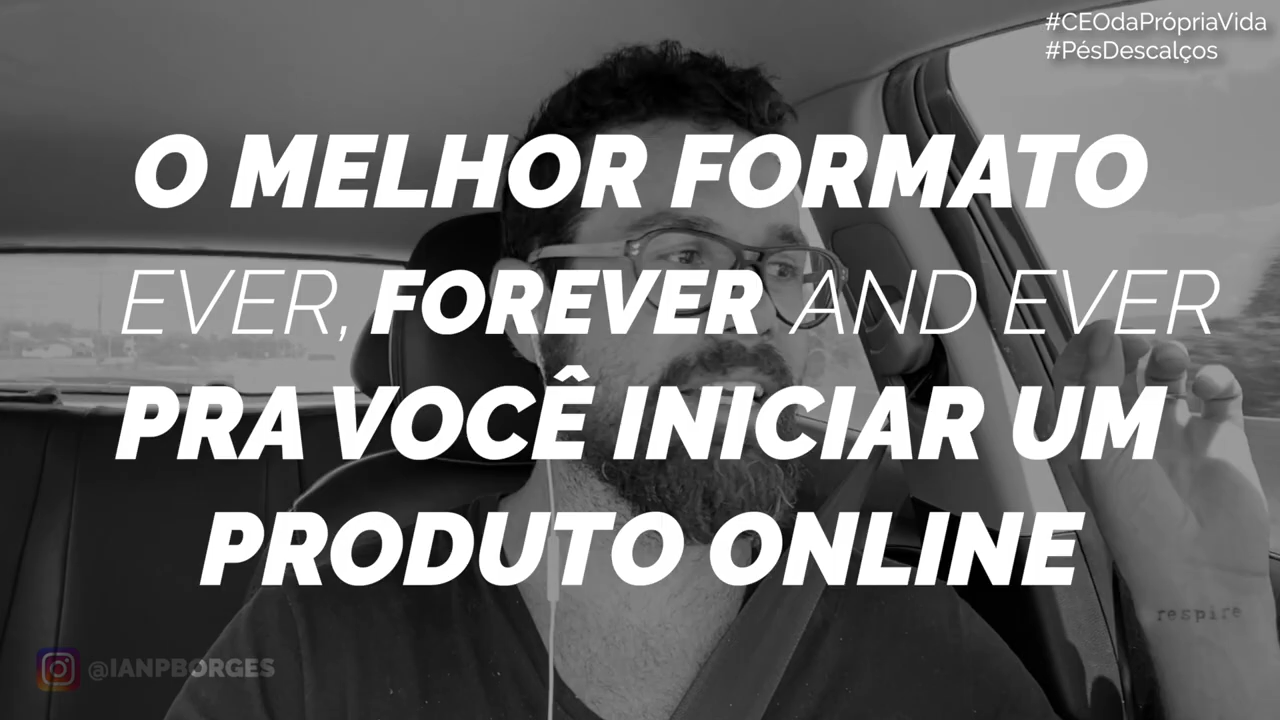 #CEOdaPrópriaVida
#PésDescalços
O MELHOR FORMATO
EVER, FOREVER AND EVER
PRA VOCÊ INICIAR UM
PRODUTO ONLINE
respire
@IANPBORGES